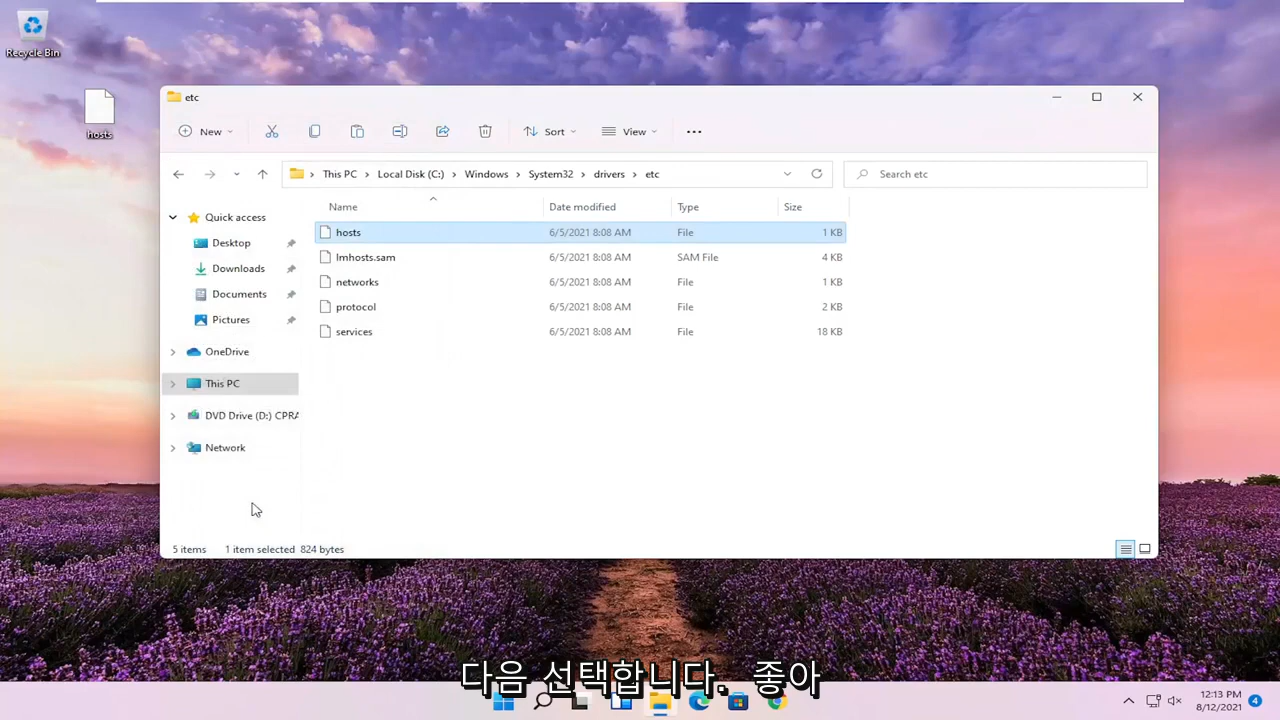 Recycle Bin
hosts
etc
New
Sort
View
This PC
Local Disk (C:)
Windows
System32
drivers
etc
Search etc
Name
Date modified
Type
Size
Quick access
Desktop
Downloads
Documents
Pictures
OneDrive
This PC
DVD Drive (D:) CPRA
Network
hosts 6/5/2021 8:08 AM File 1 KB
lmhosts.sam 6/5/2021 8:08 AM SAM File 4 KB
networks 6/5/2021 8:08 AM File 1 KB
protocol 6/5/2021 8:08 AM File 2 KB
services 6/5/2021 8:08 AM File 18 KB
5 items 1 item selected 824 bytes
다음 선택합니다. 좋아
12:13 PM
8/12/2021
4